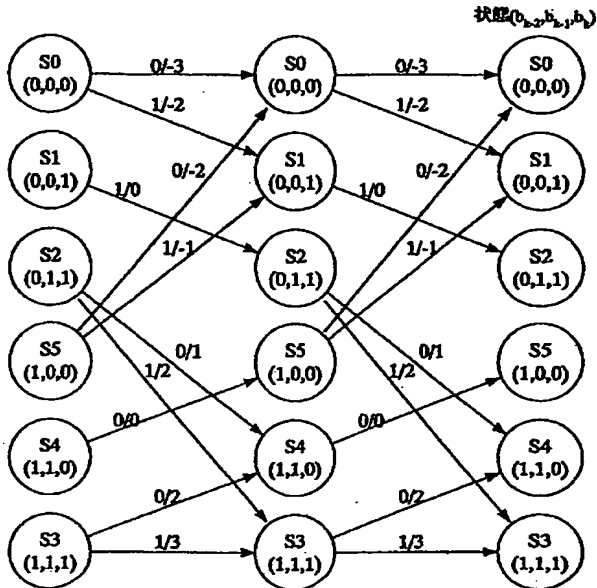 状態(b_{k-2},b_{k-1},b_k)
S0
(0,0,0)
0/-3
S0
(0,0,0)
0/-3
S0
(0,0,0)
1/-2
1/-2
S1
(0,0,1)
0/-2
S1
(0,0,1)
0/-2
S1
(0,0,1)
1/0
1/0
S2
(0,1,1)
1/-1
S2
(0,1,1)
1/-1
S2
(0,1,1)
S5
(1,0,0)
0/1
1/2
S5
(1,0,0)
0/1
1/2
S5
(1,0,0)
0/0
0/0
S4
(1,1,0)
S4
(1,1,0)
S4
(1,1,0)
0/2
0/2
S3
(1,1,1)
1/3
S3
(1,1,1)
1/3
S3
(1,1,1)